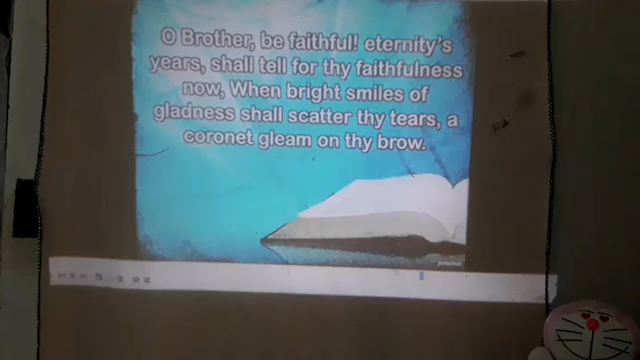 O Brother, be faithful! eternity's
years, shall tell for thy faithfulness
now, When bright smiles of
gladness shall scatter thy tears, a
coronet gleam on thy brow.